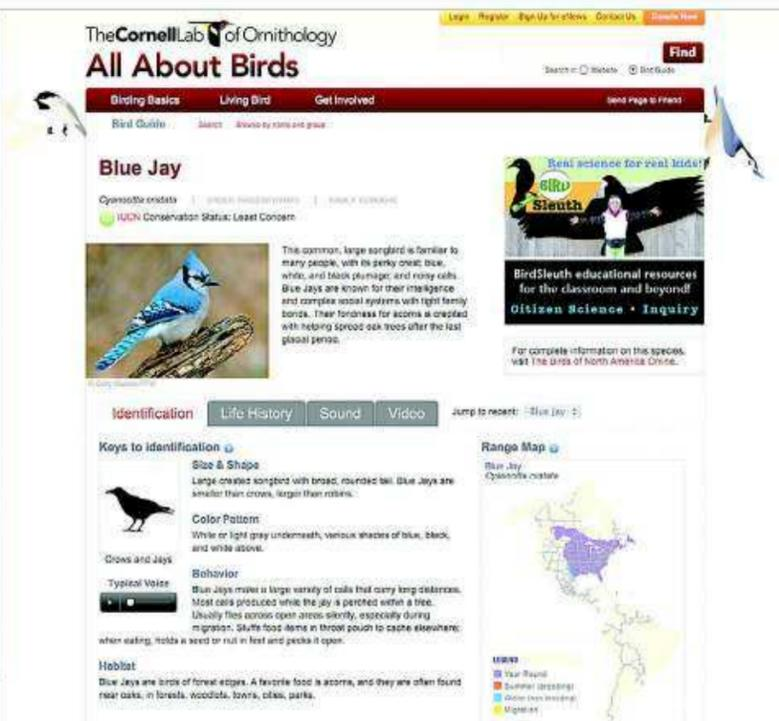 Login Register Sign Up for eNews Contact Us Donate Now
TheCornellLab of Ornithology
All About Birds
Find
Search in Website Bird Guide
Birding Basics Living Bird Get Involved
Send Page to Friend
Bird Guide Search Browse by name and group
Blue Jay
Cyanocitta cristata
IUCN Conservation Status: Least Concern
This common, large songbird is familiar to
many people, with its perky crest; blue,
white, and black plumage; and noisy calls.
Blue Jays are known for their intelligence
and complex social systems with tight family
bonds. Their fondness for acorns is credited
with helping spread oak trees after the last
glacial period.
Real science for real kids!
BIRD
Sleuth
BirdSleuth educational resources
for the classroom and beyond!
Citizen Science • Inquiry
For complete information on this species,
visit The Birds of North America Online.
Identification Life History Sound Video Jump to recent: Blue Jay
Keys to identification
Size & Shape
Large crested songbird with broad, rounded tail. Blue Jays are
smaller than crows, larger than robins.
Color Pattern
White or light gray underneath, various shades of blue, black,
and white above.
Crows and Jays
Typical Voice
Behavior
Blue Jays make a large variety of calls that carry long distances.
Most calls produced while the jay is perched within a tree.
Usually flies across open areas silently, especially during
migration. Stuffs food items in throat pouch to cache elsewhere;
when eating, holds a seed or nut in feet and pecks it open.
Habitat
Blue Jays are birds of forest edges. A favorite food is acorns, and they are often found
near oaks, in forests, woodlots, towns, cities, parks.
Range Map
Blue Jay
Cyanocitta cristata
LEGEND
Year Round
Summer (breeding)
Winter (non-breeding)
Migration